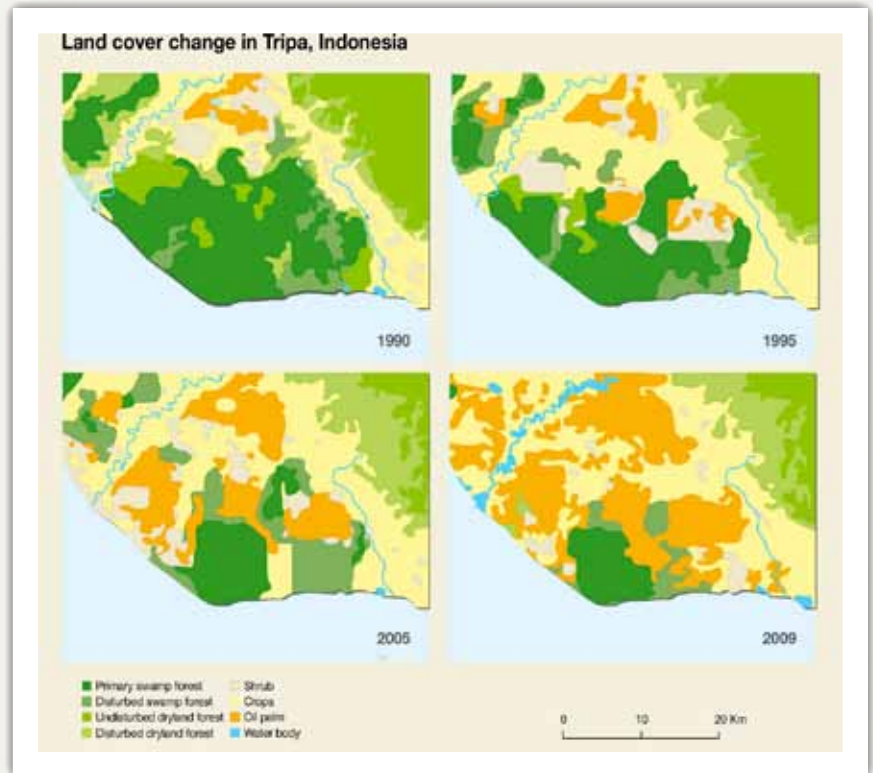 Land cover change in Tripa, Indonesia
1990
1995
2005
2009
Primary swamp forest
Disturbed swamp forest
Undisturbed dryland forest
Disturbed dryland forest
Shrub
Crops
Oil palm
Water body
0 10 20 Km